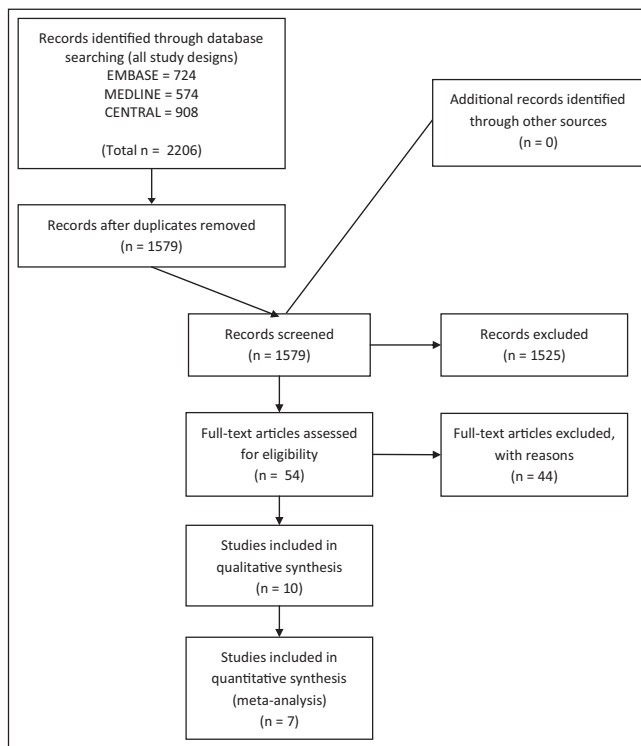 Records identified through database
searching (all study designs)
EMBASE = 724
MEDLINE = 574
CENTRAL = 908
(Total n = 2206)
Additional records identified
through other sources
(n = 0)
Records after duplicates removed
(n = 1579)
Records screened
(n = 1579)
Records excluded
(n = 1525)
Full-text articles assessed
for eligibility
(n = 54)
Full-text articles excluded,
with reasons
(n = 44)
Studies included in
qualitative synthesis
(n = 10)
Studies included in
quantitative synthesis
(meta-analysis)
(n = 7)